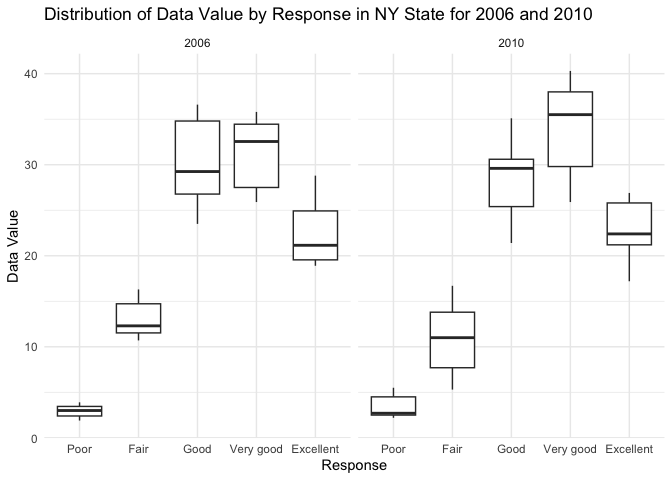 Distribution of Data Value by Response in NY State for 2006 and 2010
2006
2010
Data Value
40
30
20
10
0
Poor Fair Good Very good Excellent
Poor Fair Good Very good Excellent
Response